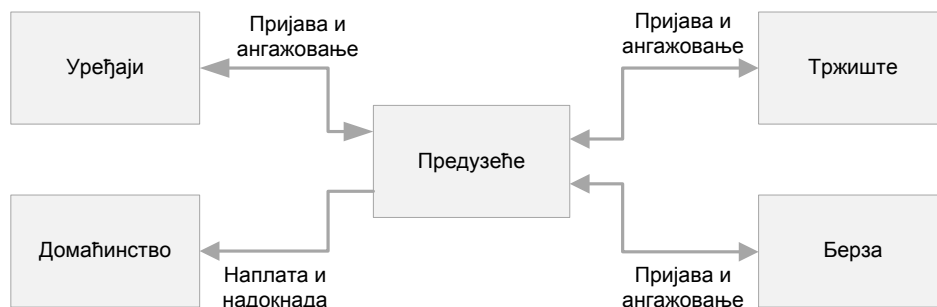 Пријава и
ангажовање
Пријава и
ангажовање
Уређаји
Тржиште
Предузеће
Домаћинство
Берза
Наплата и
надокнада
Пријава и
ангажовање